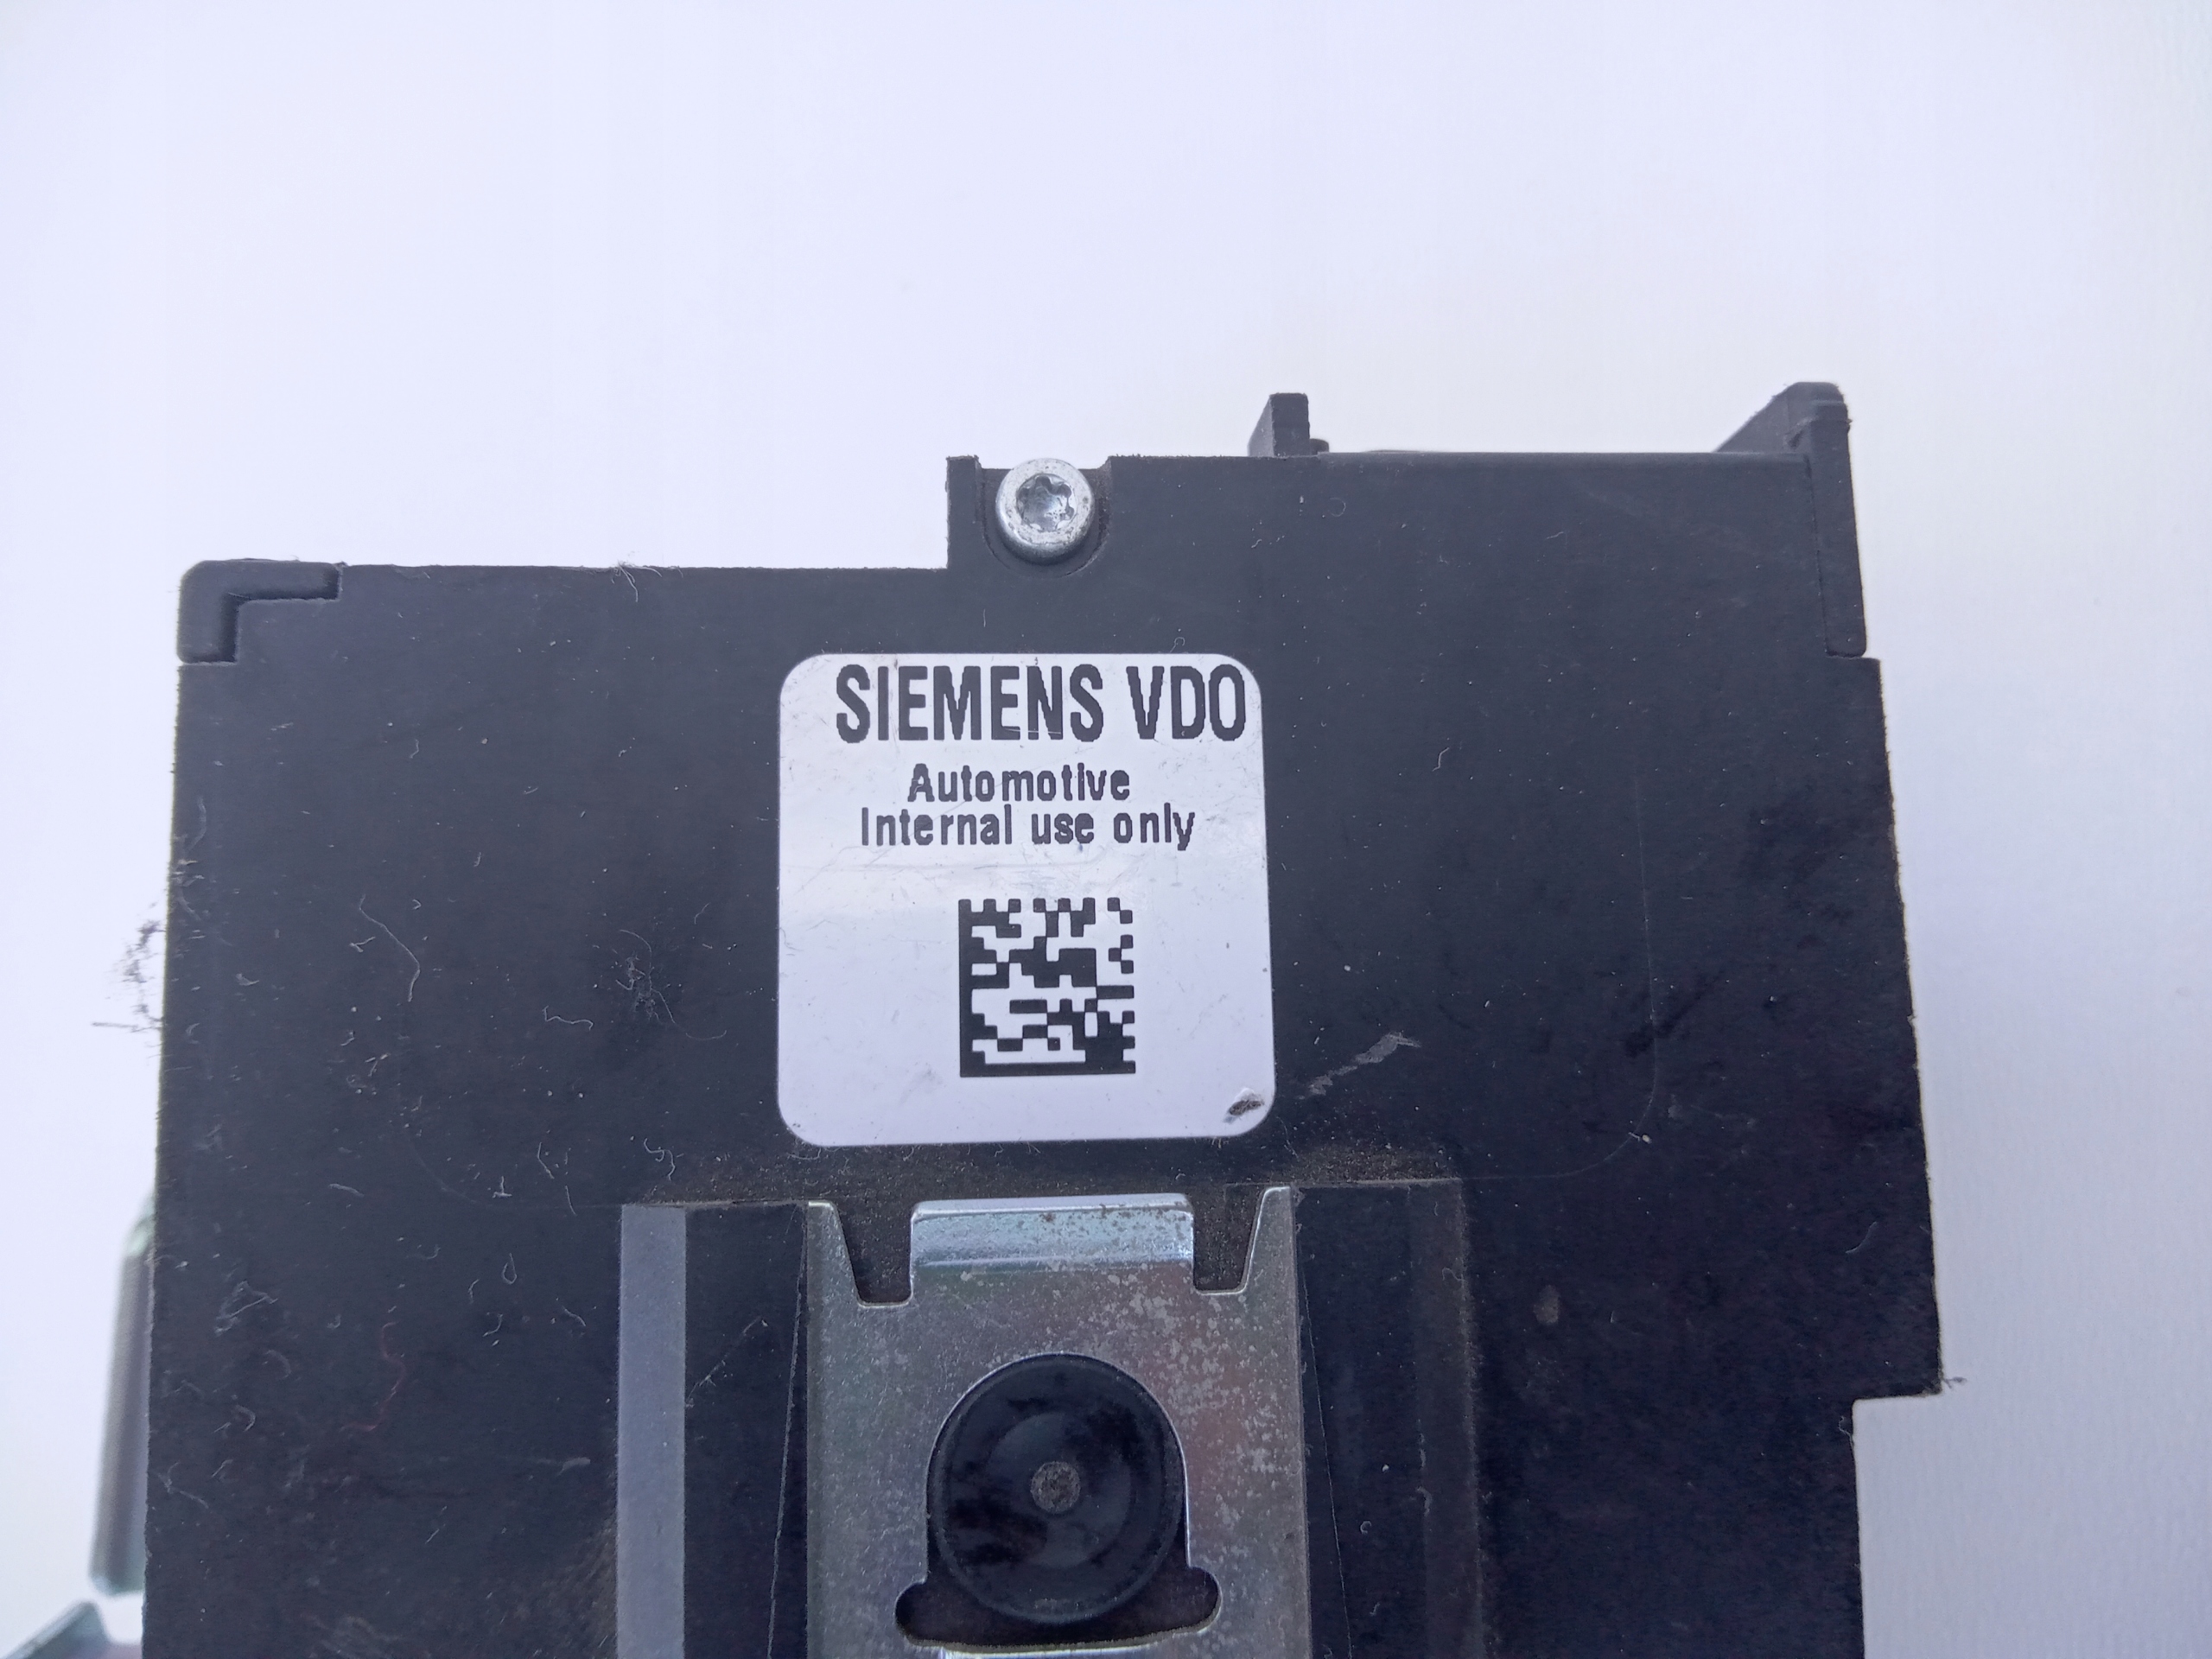 SIEMENS VDO
Automotive
Internal use only